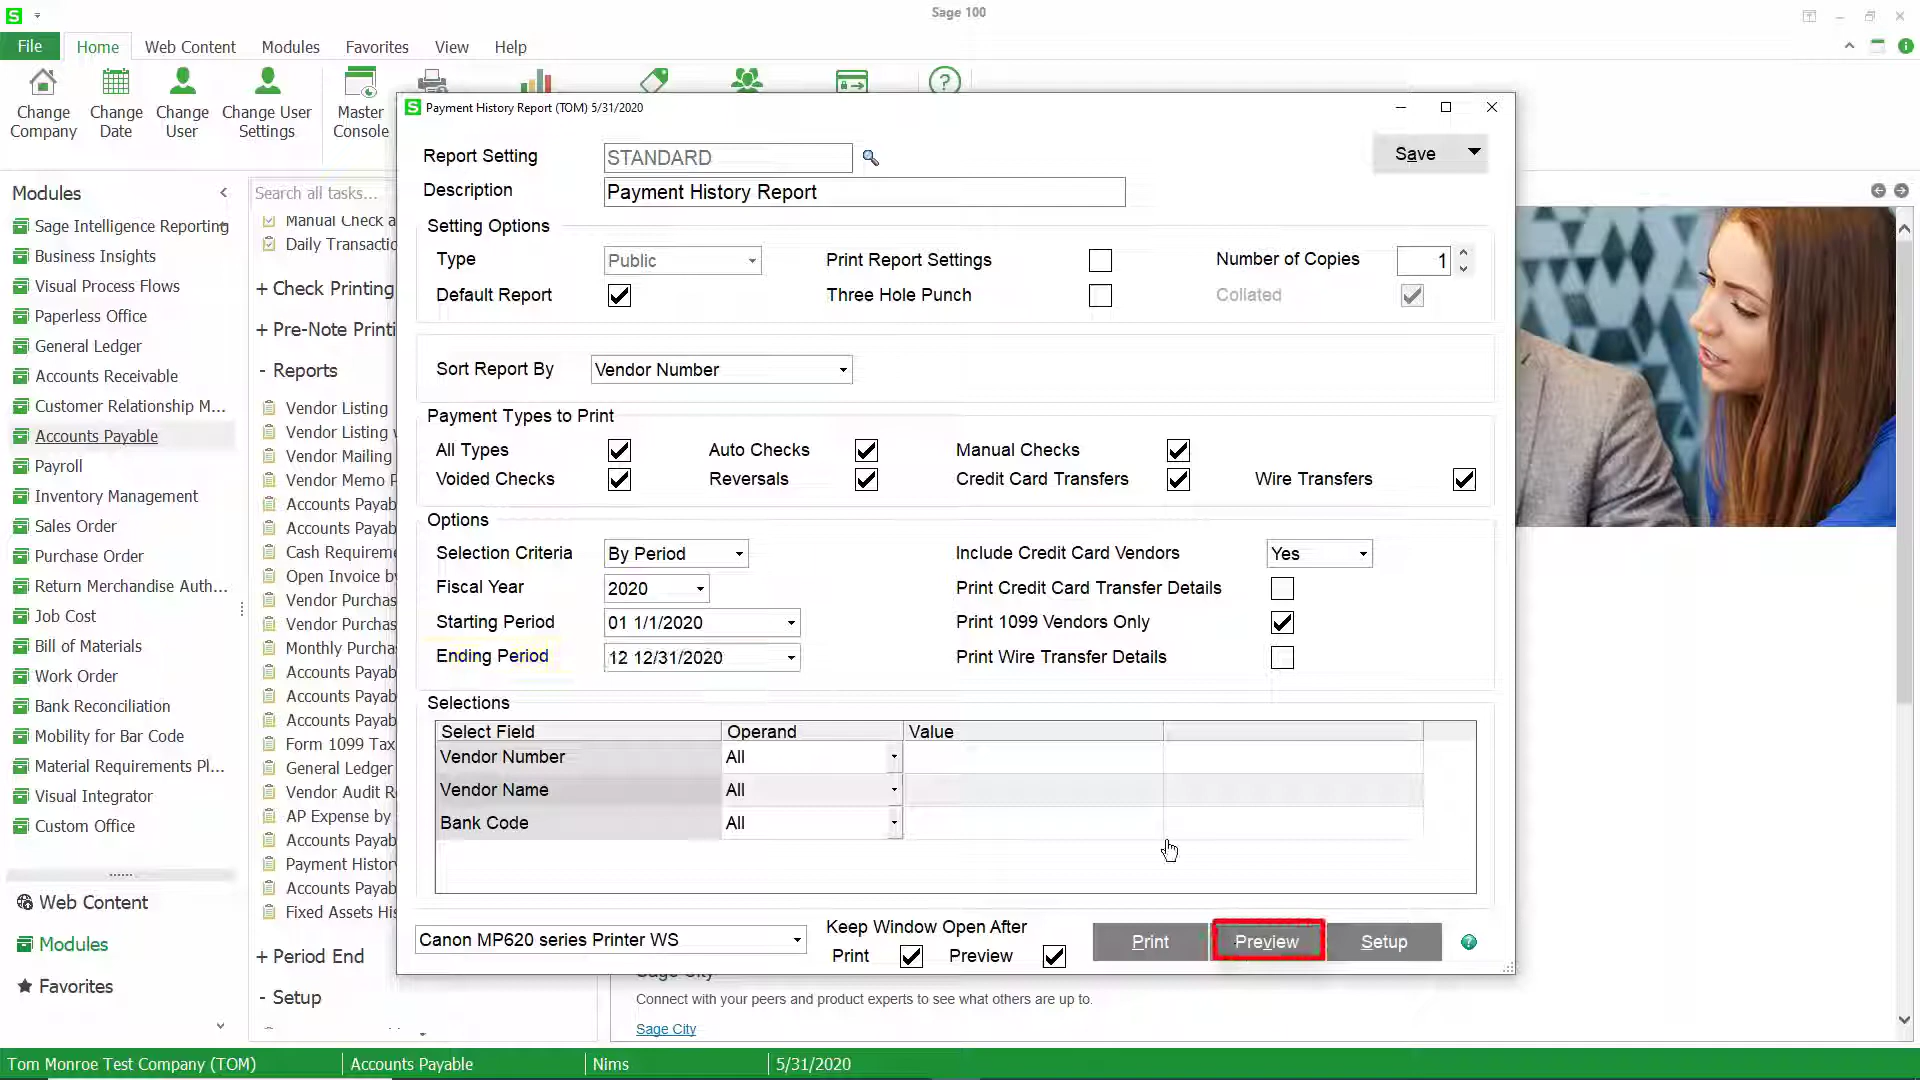 Sage 100
File
Home
Web Content
Modules
Favorites
View
Help
Change Company
Change Date
Change User
Change User Settings
Master Console
Modules
Sage Intelligence Reporting
Business Insights
Visual Process Flows
Paperless Office
General Ledger
Accounts Receivable
Customer Relationship M...
Accounts Payable
Payroll
Inventory Management
Sales Order
Purchase Order
Return Merchandise Auth...
Job Cost
Bill of Materials
Work Order
Bank Reconciliation
Mobility for Bar Code
Material Requirements Pl...
Visual Integrator
Custom Office
Web Content
Modules
Favorites
Search all tasks...
Manual Check a
Daily Transactio
+ Check Printing
+ Pre-Note Printi
- Reports
Vendor Listing
Vendor Listing
Vendor Mailing
Vendor Memo P
Accounts Payab
Accounts Payab
Cash Requireme
Open Invoice by
Vendor Purchas
Vendor Purchas
Monthly Purcha
Accounts Payab
Accounts Payab
Accounts Payab
Form 1099 Tax
General Ledger
Vendor Audit R
AP Expense by
Accounts Payab
Payment History
Accounts Payab
Fixed Assets His
+ Period End
- Setup
S Payment History Report (TOM) 5/31/2020
Report Setting STANDARD
Save
Description Payment History Report
Setting Options
Type Public Print Report Settings Number of Copies 1
Default Report Three Hole Punch Collated
Sort Report By Vendor Number
Payment Types to Print
All Types Auto Checks Manual Checks
Voided Checks Reversals Credit Card Transfers Wire Transfers
Options
Selection Criteria By Period Include Credit Card Vendors Yes
Fiscal Year 2020 Print Credit Card Transfer Details
Starting Period 01 1/1/2020 Print 1099 Vendors Only
Ending Period 12 12/31/2020 Print Wire Transfer Details
Selections
Select Field Operand Value
Vendor Number All
Vendor Name All
Bank Code All
Canon MP620 series Printer WS
Keep Window Open After
Print Preview
Print Preview Setup
Connect with your peers and product experts to see what others are up to.
Sage City
Tom Monroe Test Company (TOM) Accounts Payable Nims 5/31/2020